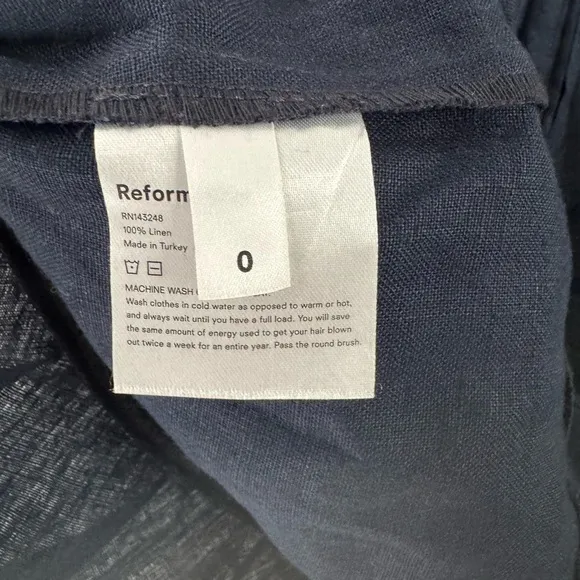 Reform
RN143248
100% Linen
Made in Turkey
0
MACHINE WASH
Wash clothes in cold water as opposed to warm or hot,
and always wait until you have a full load. You will save
the same amount of energy used to get your hair blown
out twice a week for an entire year. Pass the round brush.